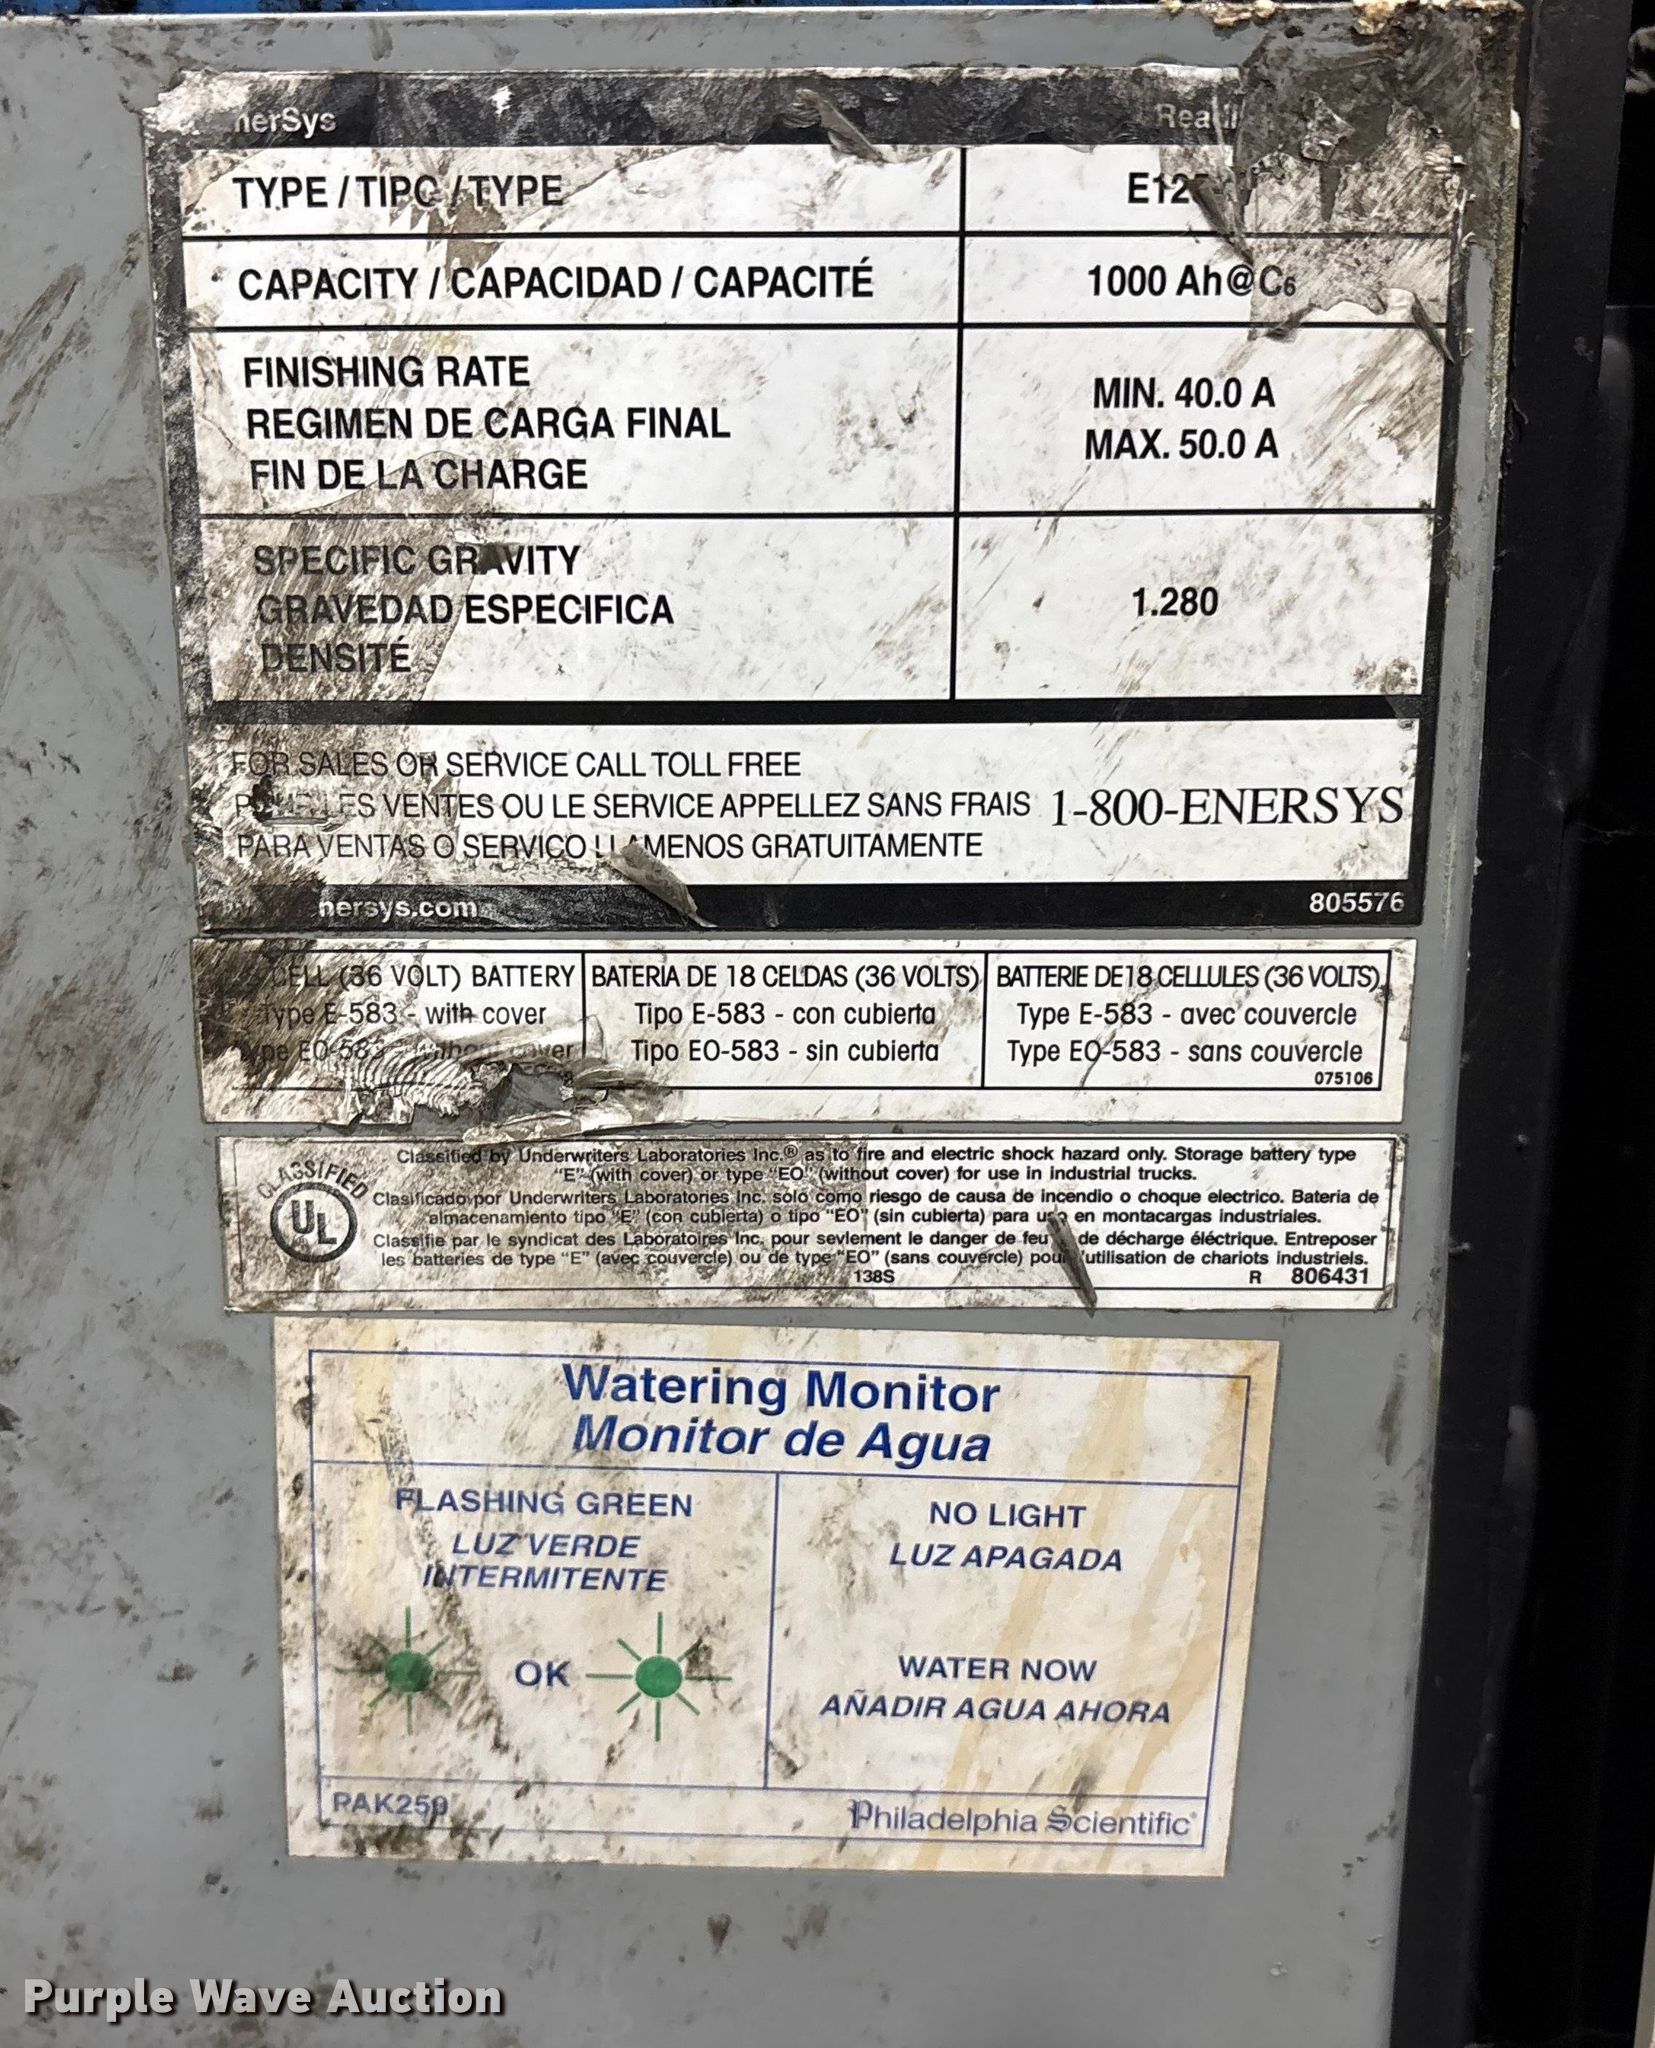 nerSys
TYPE / TIPO / TYPE
CAPACITY / CAPACIDAD / CAPACITÉ
1000 Ah@C6
FINISHING RATE
REGIMEN DE CARGA FINAL
FIN DE LA CHARGE
MIN. 40.0 A
MAX. 50.0 A
SPECIFIC GRAVITY
GRAVEDAD ESPECIFICA
DENSITÉ
1.280
FOR SALES OR SERVICE CALL TOLL FREE
LES VENTES OU LE SERVICE APPELLEZ SANS FRAIS
PARA VENTAS O SERVICO LLAMENOS GRATUITAMENTE
1-800-ENERSYS
nersys.com
805576
CELL (36 VOLT) BATTERY
Type E-583 - with cover
Type EO-583 - without cover
BATERIA DE 18 CELDAS (36 VOLTS)
Tipo E-583 - con cubierta
Tipo EO-583 - sin cubierta
BATTERIE DE 18 CELLULES (36 VOLTS)
Type E-583 - avec couvercle
Type EO-583 - sans couvercle
075106
CLASSIFIED
UL
Classified by Underwriters Laboratories Inc.® as to fire and electric shock hazard only. Storage battery type
"E" (with cover) or type "EO" (without cover) for use in industrial trucks.
Clasificado por Underwriters Laboratories Inc. solo como riesgo de causa de incendio o choque electrico. Bateria de
almacenamiento tipo "E" (con cubierta) o tipo "EO" (sin cubierta) para uso en montacargas industriales.
Classifie par le syndicat des Laboratoires Inc. pour sevlement le danger de feu de décharge éléctrique. Entreposer
les batteries de type "E" (avec couvercle) ou de type "EO" (sans couvercle) pour l'utilisation de chariots industriels.
138S
R 806431
Watering Monitor
Monitor de Agua
FLASHING GREEN
LUZ VERDE
INTERMITENTE
OK
NO LIGHT
LUZ APAGADA
WATER NOW
AÑADIR AGUA AHORA
PAK250
Philadelphia Scientific®
Purple Wave Auction